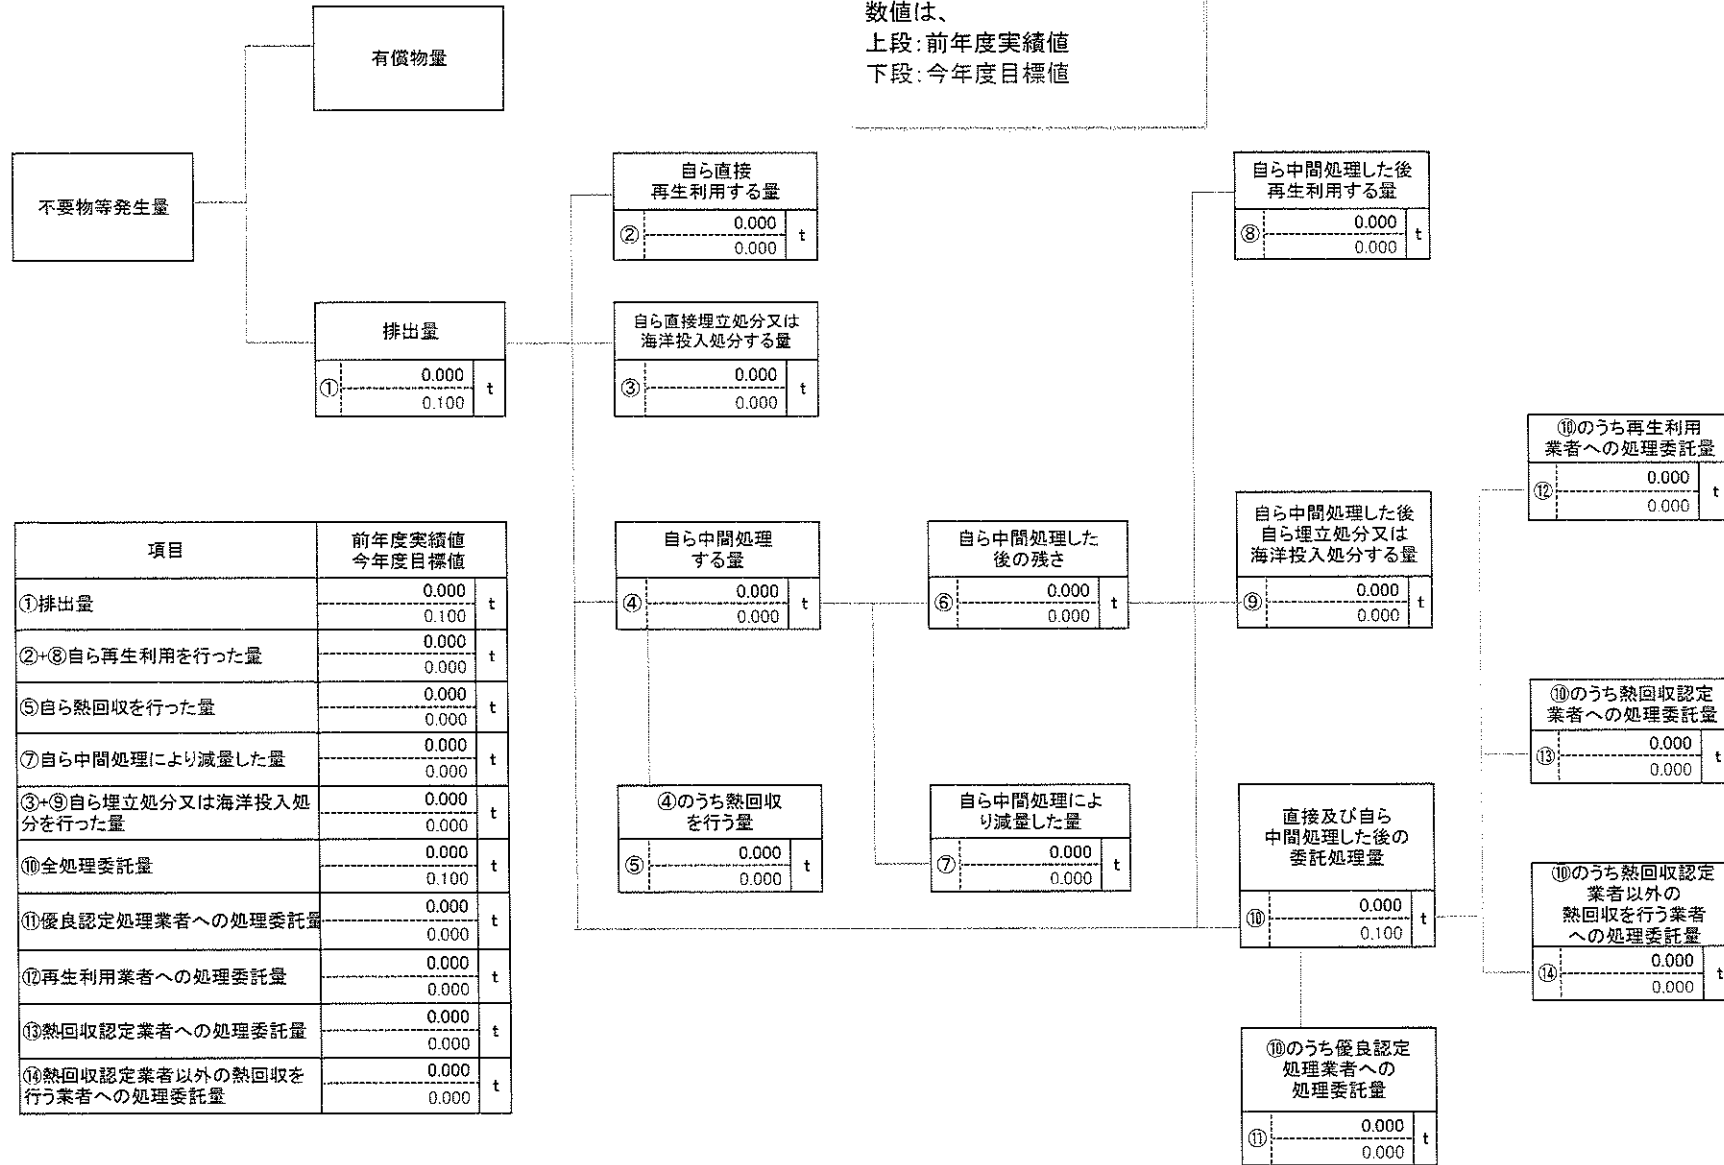 数値は、
上段:前年度実績値
下段:今年度目標値
有償物量
不要物等発生量
排出量
① 0.000 t
0.100
自ら直接
再生利用する量
② 0.000 t
0.000
自ら直接埋立処分又は
海洋投入処分する量
③ 0.000 t
0.000
自ら中間処理
する量
④ 0.000 t
0.000
④のうち熱回収
を行う量
⑤ 0.000 t
0.000
自ら中間処理した
後の残さ
⑥ 0.000 t
0.000
自ら中間処理によ
り減量した量
⑦ 0.000 t
0.000
自ら中間処理した後
再生利用する量
⑧ 0.000 t
0.000
自ら中間処理した後
自ら埋立処分又は
海洋投入処分する量
⑨ 0.000 t
0.000
直接及び自ら
中間処理した後の
委託処理量
⑩ 0.000 t
0.100
⑩のうち優良認定
処理業者への
処理委託量
⑪ 0.000 t
0.000
⑩のうち再生利用
業者への処理委託量
⑫ 0.000 t
0.000
⑩のうち熱回収認定
業者への処理委託量
⑬ 0.000 t
0.000
⑩のうち熱回収認定
業者以外の
熱回収を行う業者
への処理委託量
⑭ 0.000 t
0.000
項目 前年度実績値
今年度目標値
①排出量 0.000 t
0.100
②+⑧自ら再生利用を行った量 0.000 t
0.000
⑤自ら熱回収を行った量 0.000 t
0.000
⑦自ら中間処理により減量した量 0.000 t
0.000
③+⑨自ら埋立処分又は海洋投入処 0.000 t
分を行った量 0.000
⑩全処理委託量 0.000 t
0.100
⑪優良認定処理業者への処理委託量 0.000 t
0.000
⑫再生利用業者への処理委託量 0.000 t
0.000
⑬熱回収認定業者への処理委託量 0.000 t
0.000
⑭熱回収認定業者以外の熱回収を 0.000 t
行う業者への処理委託量 0.000